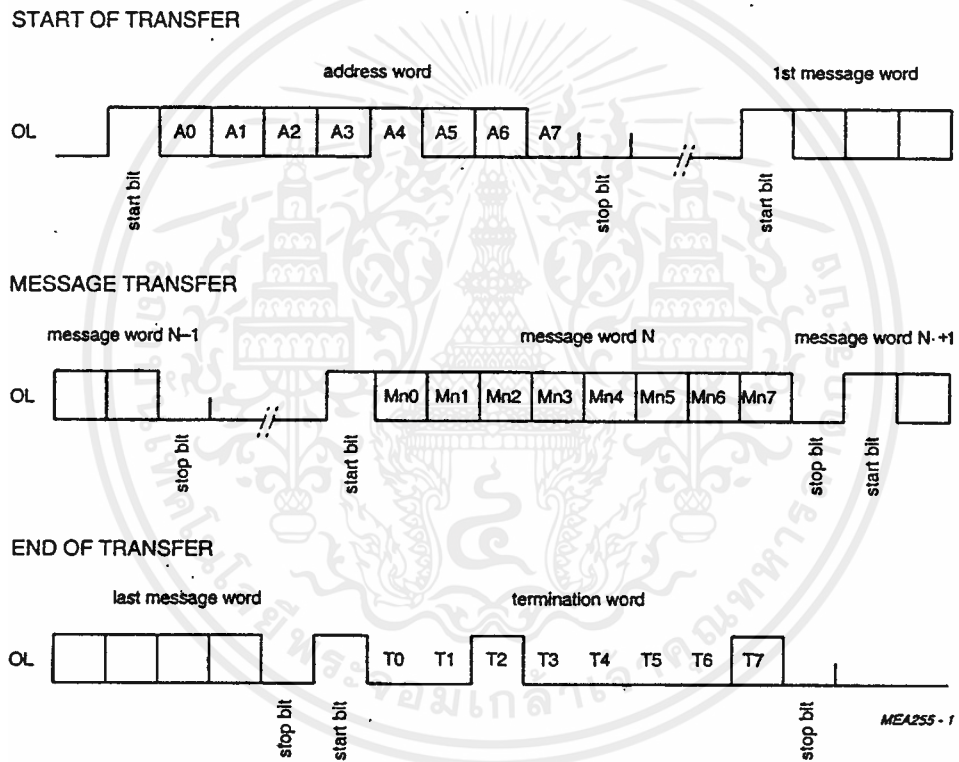 START OF TRANSFER
address word
1st message word
OL
A0 A1 A2 A3 A4 A5 A6 A7
start bit
stop bit
start bit
MESSAGE TRANSFER
message word N–1
message word N
message word N·+1
OL
Mn0 Mn1 Mn2 Mn3 Mn4 Mn5 Mn6 Mn7
stop bit
start bit
stop bit
start bit
END OF TRANSFER
last message word
termination word
OL
T0 T1 T2 T3 T4 T5 T6 T7
stop bit
start bit
stop bit
MEA255 - 1